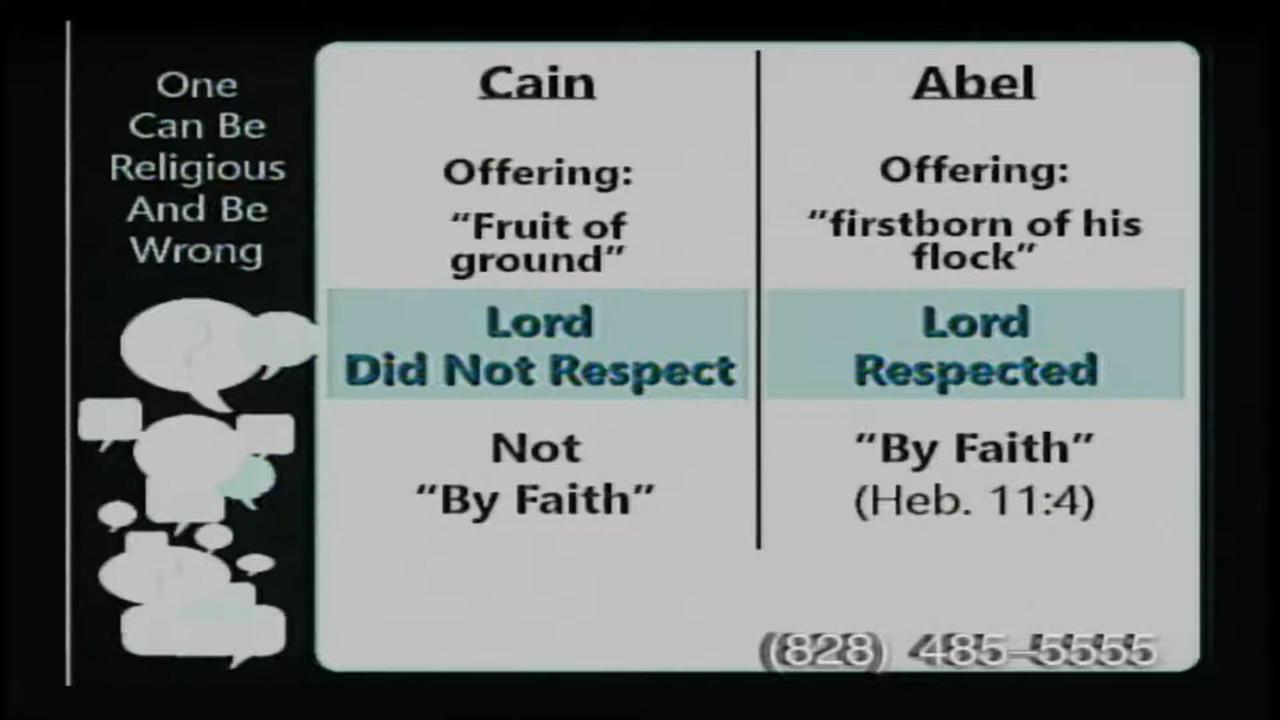 One
Can Be
Religious
And Be
Wrong
Cain
Offering:
“Fruit of
ground”
Lord
Did Not Respect
Not
“By Faith”
Abel
Offering:
“firstborn of his
flock”
Lord
Respected
“By Faith”
(Heb. 11:4)
(828) 485-5555